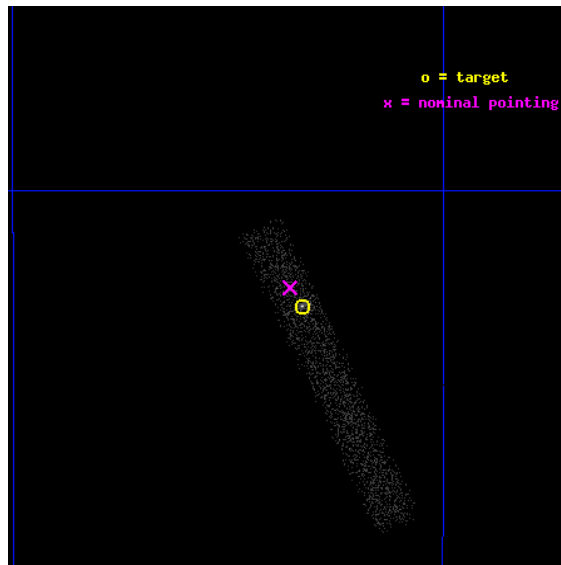 o = target
x = nominal pointing